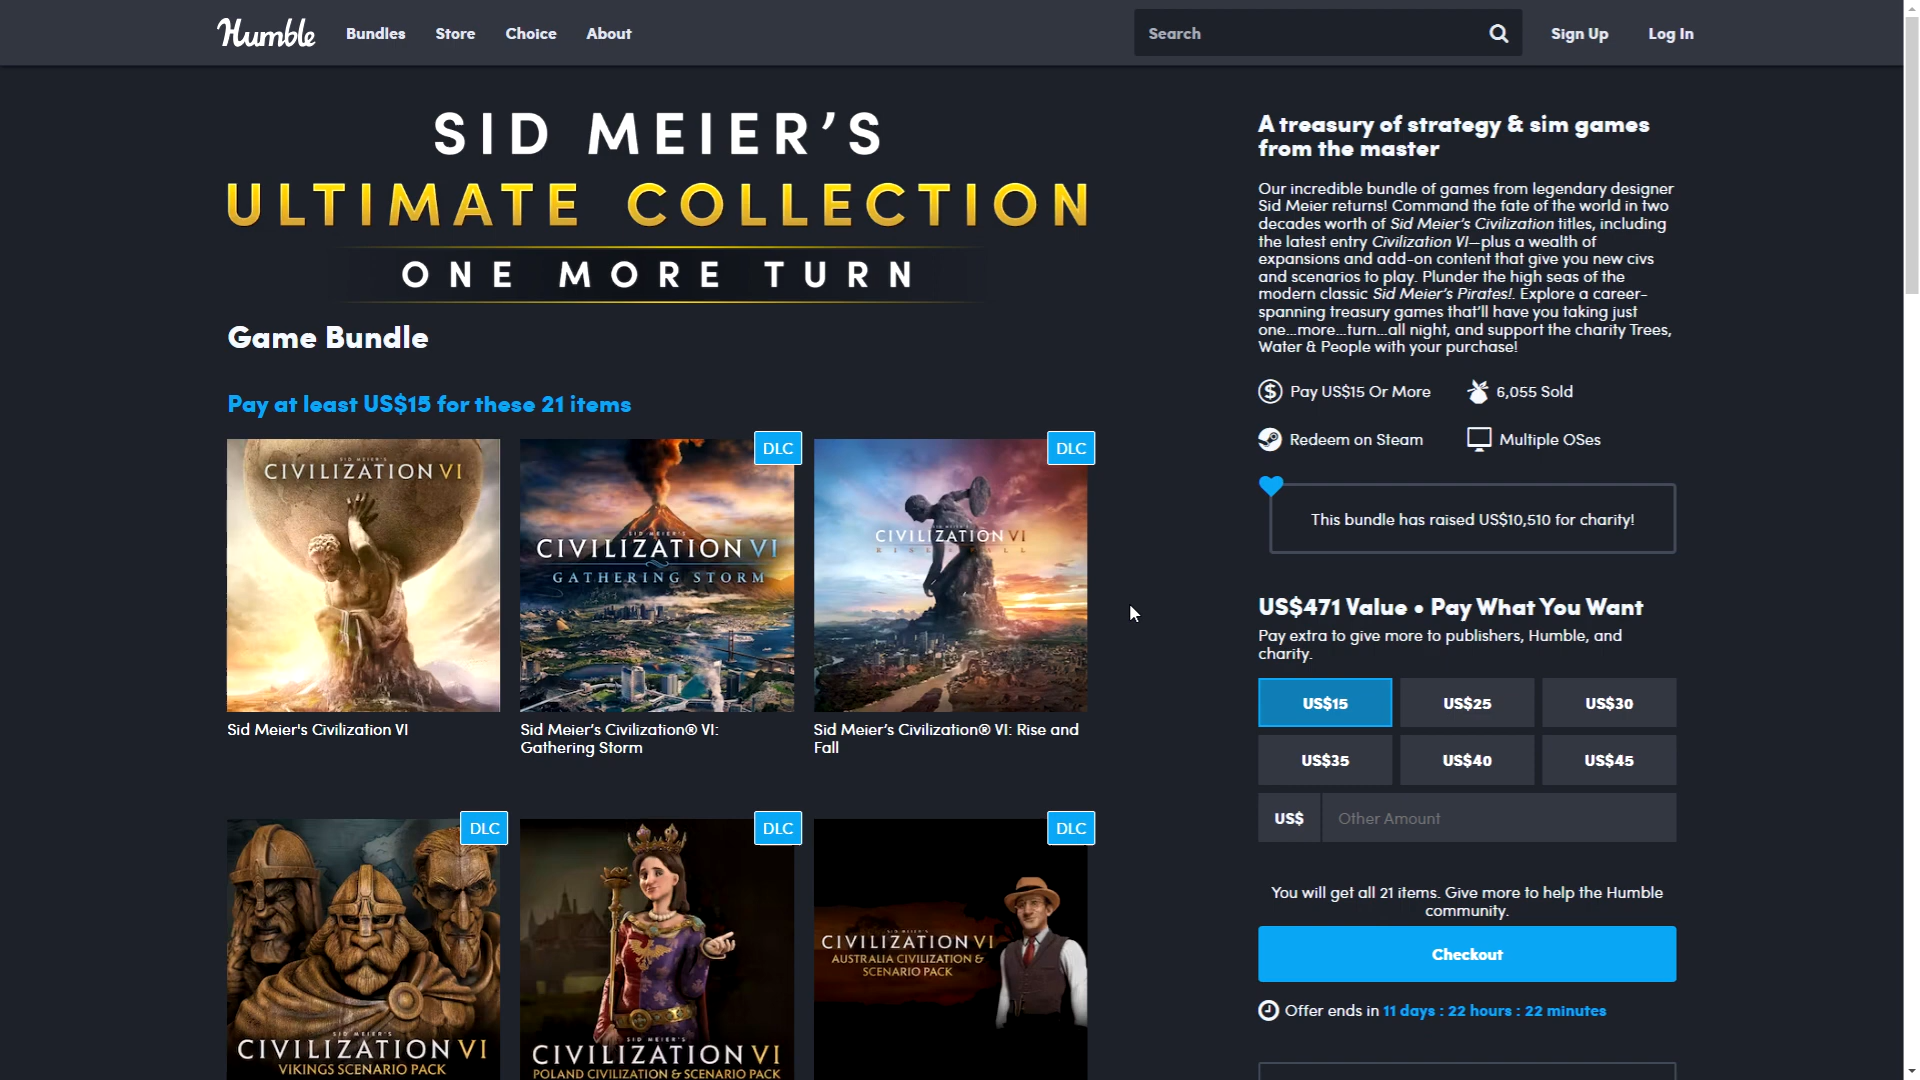 Humble
Bundles
Store
Choice
About
Search
Sign Up
Log In
SID MEIER'S
ULTIMATE COLLECTION
ONE MORE TURN
Game Bundle
Pay at least US$15 for these 21 items
SID MEIER'S
CIVILIZATION VI
Sid Meier's Civilization VI
DLC
SID MEIER'S
CIVILIZATION VI
GATHERING STORM
Sid Meier's Civilization® VI:
Gathering Storm
DLC
CIVILIZATION VI
RISE & FALL
Sid Meier's Civilization® VI: Rise and
Fall
DLC
SID MEIER'S
CIVILIZATION VI
VIKINGS SCENARIO PACK
DLC
SID MEIER'S
CIVILIZATION VI
POLAND CIVILIZATION & SCENARIO PACK
DLC
SID MEIER'S
CIVILIZATION VI
AUSTRALIA CIVILIZATION &
SCENARIO PACK
A treasury of strategy & sim games
from the master
Our incredible bundle of games from legendary designer
Sid Meier returns! Command the fate of the world in two
decades worth of Sid Meier's Civilization titles, including
the latest entry Civilization VI—plus a wealth of
expansions and add-on content that give you new civs
and scenarios to play. Plunder the high seas of the
modern classic Sid Meier's Pirates!. Explore a career-
spanning treasury games that'll have you taking just
one...more...turn...all night, and support the charity Trees,
Water & People with your purchase!
Pay US$15 Or More
6,055 Sold
Redeem on Steam
Multiple OSes
This bundle has raised US$10,510 for charity!
US$471 Value • Pay What You Want
Pay extra to give more to publishers, Humble, and
charity.
US$15
US$25
US$30
US$35
US$40
US$45
US$
Other Amount
You will get all 21 items. Give more to help the Humble
community.
Checkout
Offer ends in 11 days : 22 hours : 22 minutes